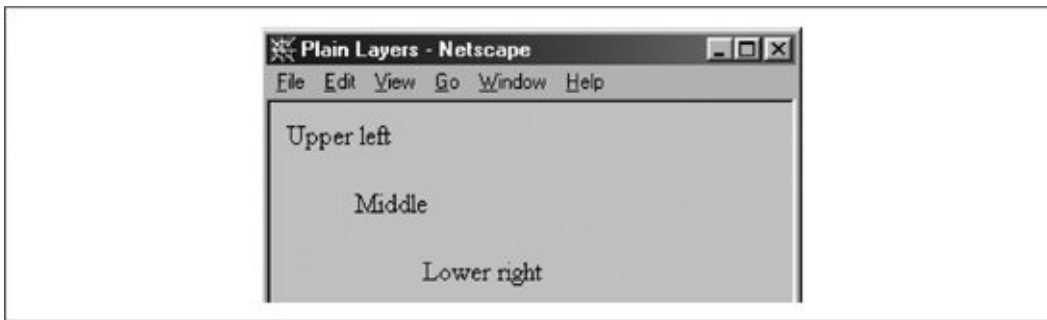 Plain Layers - Netscape
File Edit View Go Window Help
Upper left
Middle
Lower right